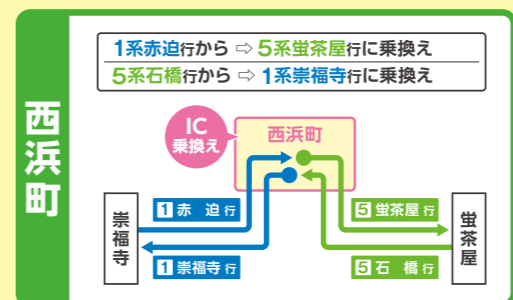 西浜町
1系赤迫行から ⇨ 5系蛍茶屋行に乗換え
5系石橋行から ⇨ 1系崇福寺行に乗換え
IC
乗換え
西浜町
崇福寺
1 赤 迫 行
5 蛍茶屋 行
蛍茶屋
1 崇福寺 行
5 石 橋 行